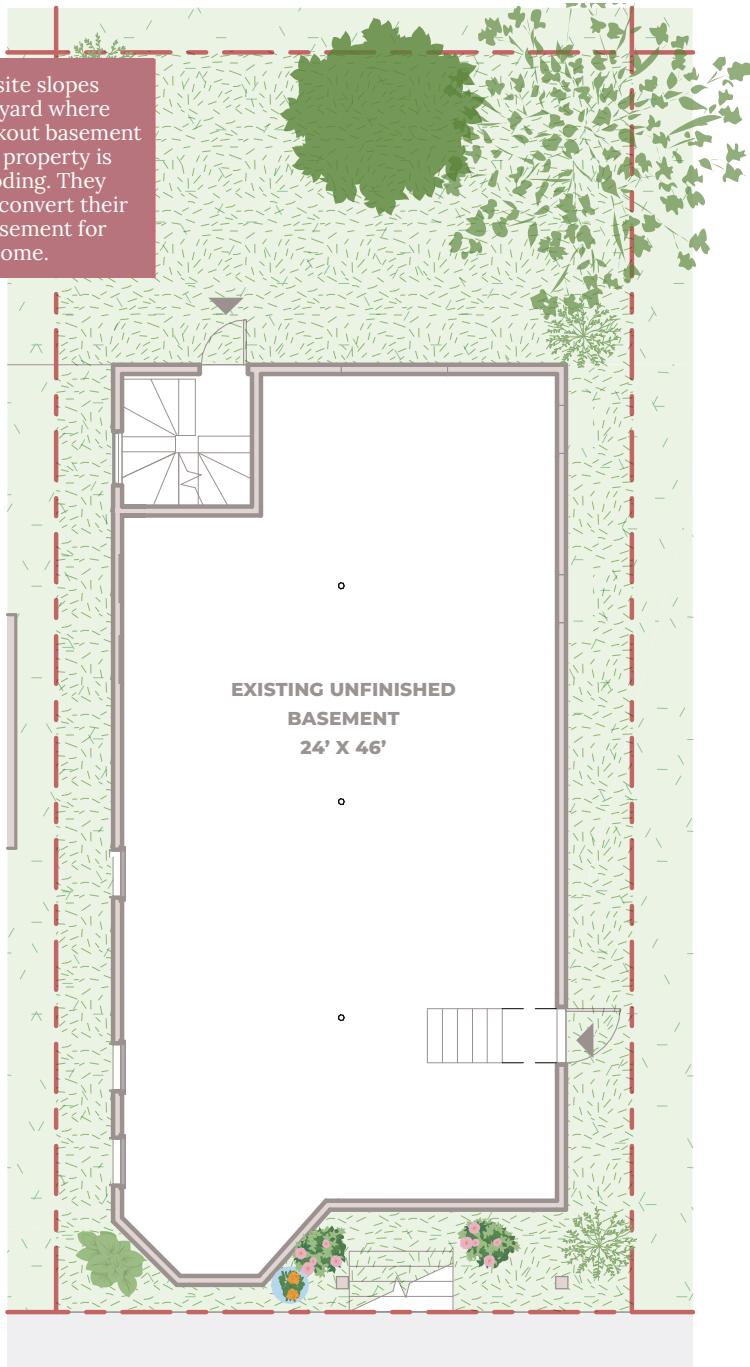 site slopes
yard where
kout basement
property is
ding. They
convert their
sement for
ome.
EXISTING UNFINISHED
BASEMENT
24’ X 46’